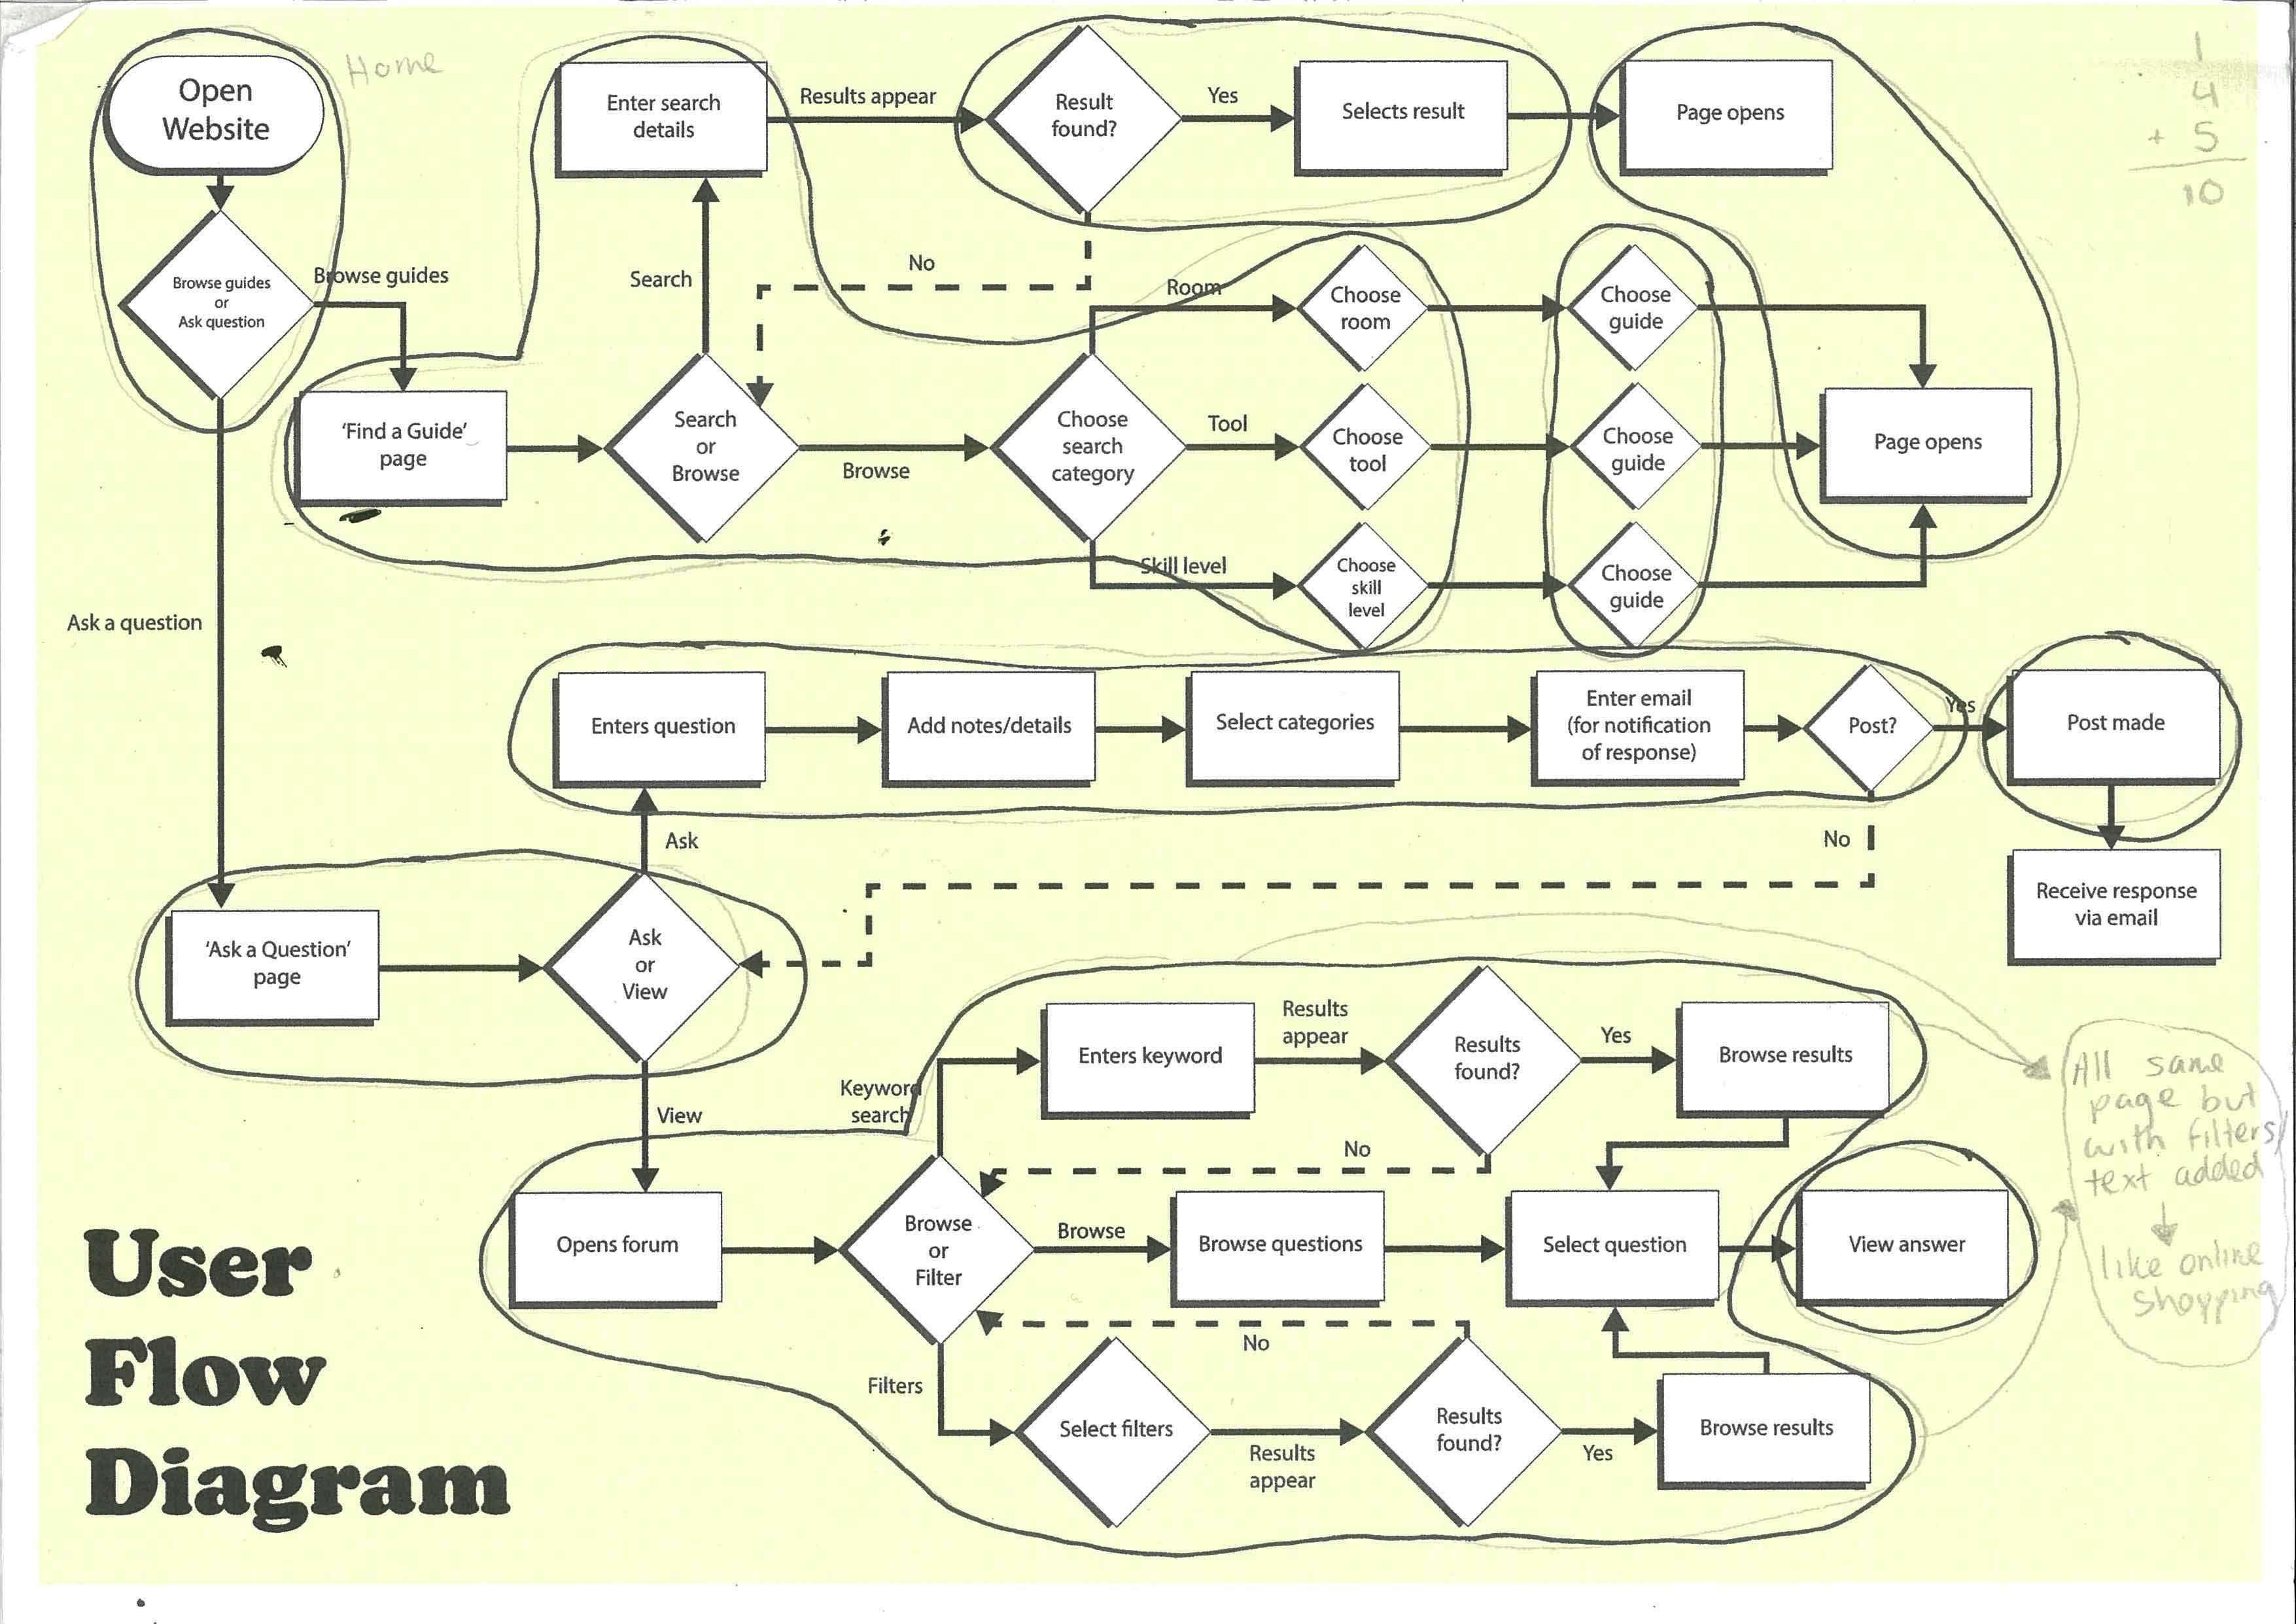 Open
Website
Home
Browse guides
or
Ask question
Browse guides
Ask a question
Enter search
details
Results appear
Result
found?
Yes
Selects result
Page opens
1
4
+ 5
10
No
Search
'Find a Guide'
page
Search
or
Browse
Browse
Choose
search
category
Room
Tool
Skill level
Choose
room
Choose
tool
Choose
skill
level
Choose
guide
Choose
guide
Choose
guide
Page opens
Enters question
Add notes/details
Select categories
Enter email
(for notification
of response)
Post?
Yes
Post made
No
Receive response
via email
Ask
'Ask a Question'
page
Ask
or
View
View
Keyword
search
Enters keyword
Results
appear
Results
found?
Yes
Browse results
No
Opens forum
Browse
or
Filter
Browse
Browse questions
Select question
View answer
No
Filters
Select filters
Results
appear
Results
found?
Yes
Browse results
All same
page but
with filters/
text added
like online
shopping
User
Flow
Diagram